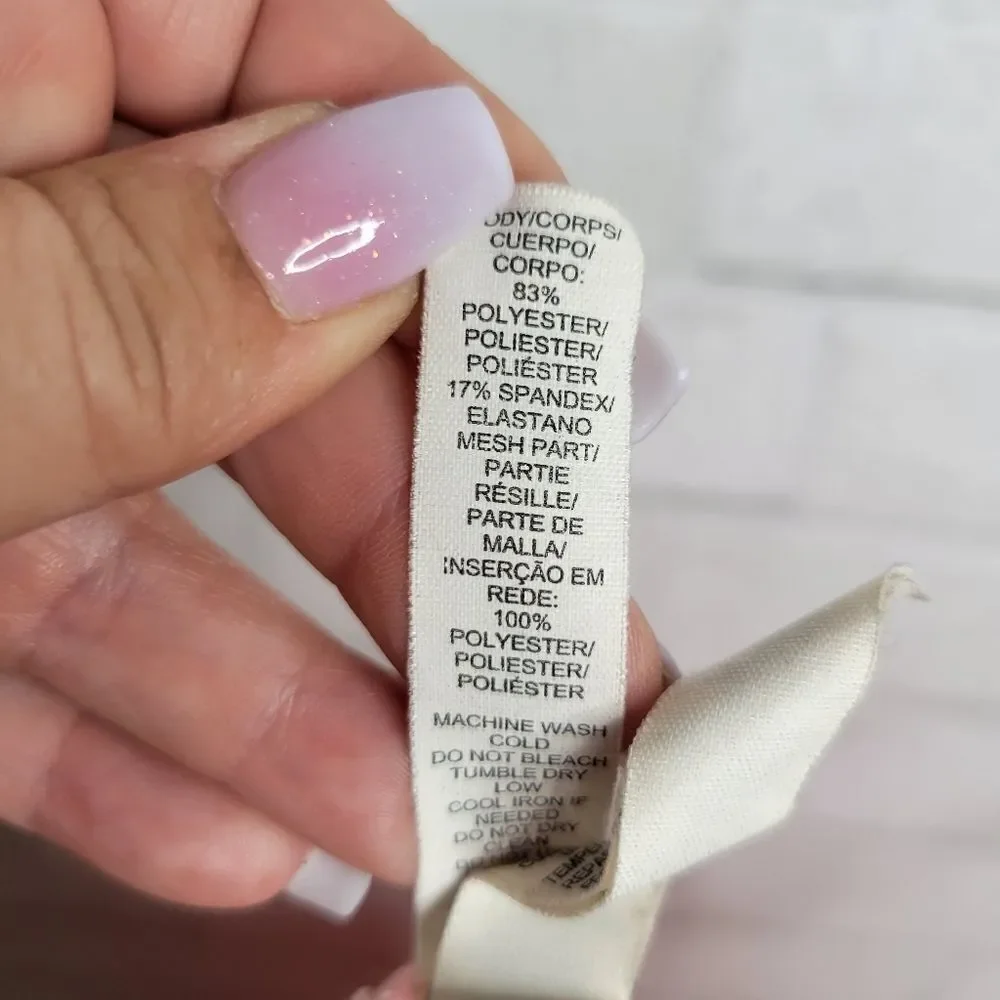 ODY/CORPS/
CUERPO/
CORPO:
83%
POLYESTER/
POLIESTER/
POLIÉSTER
17% SPANDEX/
ELASTANO
MESH PART/
PARTIE
RÉSILLE/
PARTE DE
MALLA/
INSERÇÃO EM
REDE:
100%
POLYESTER/
POLIESTER/
POLIÉSTER
MACHINE WASH
COLD
DO NOT BLEACH
TUMBLE DRY
LOW
COOL IRON IF
NEEDED
DO NOT DRY
CLEAN